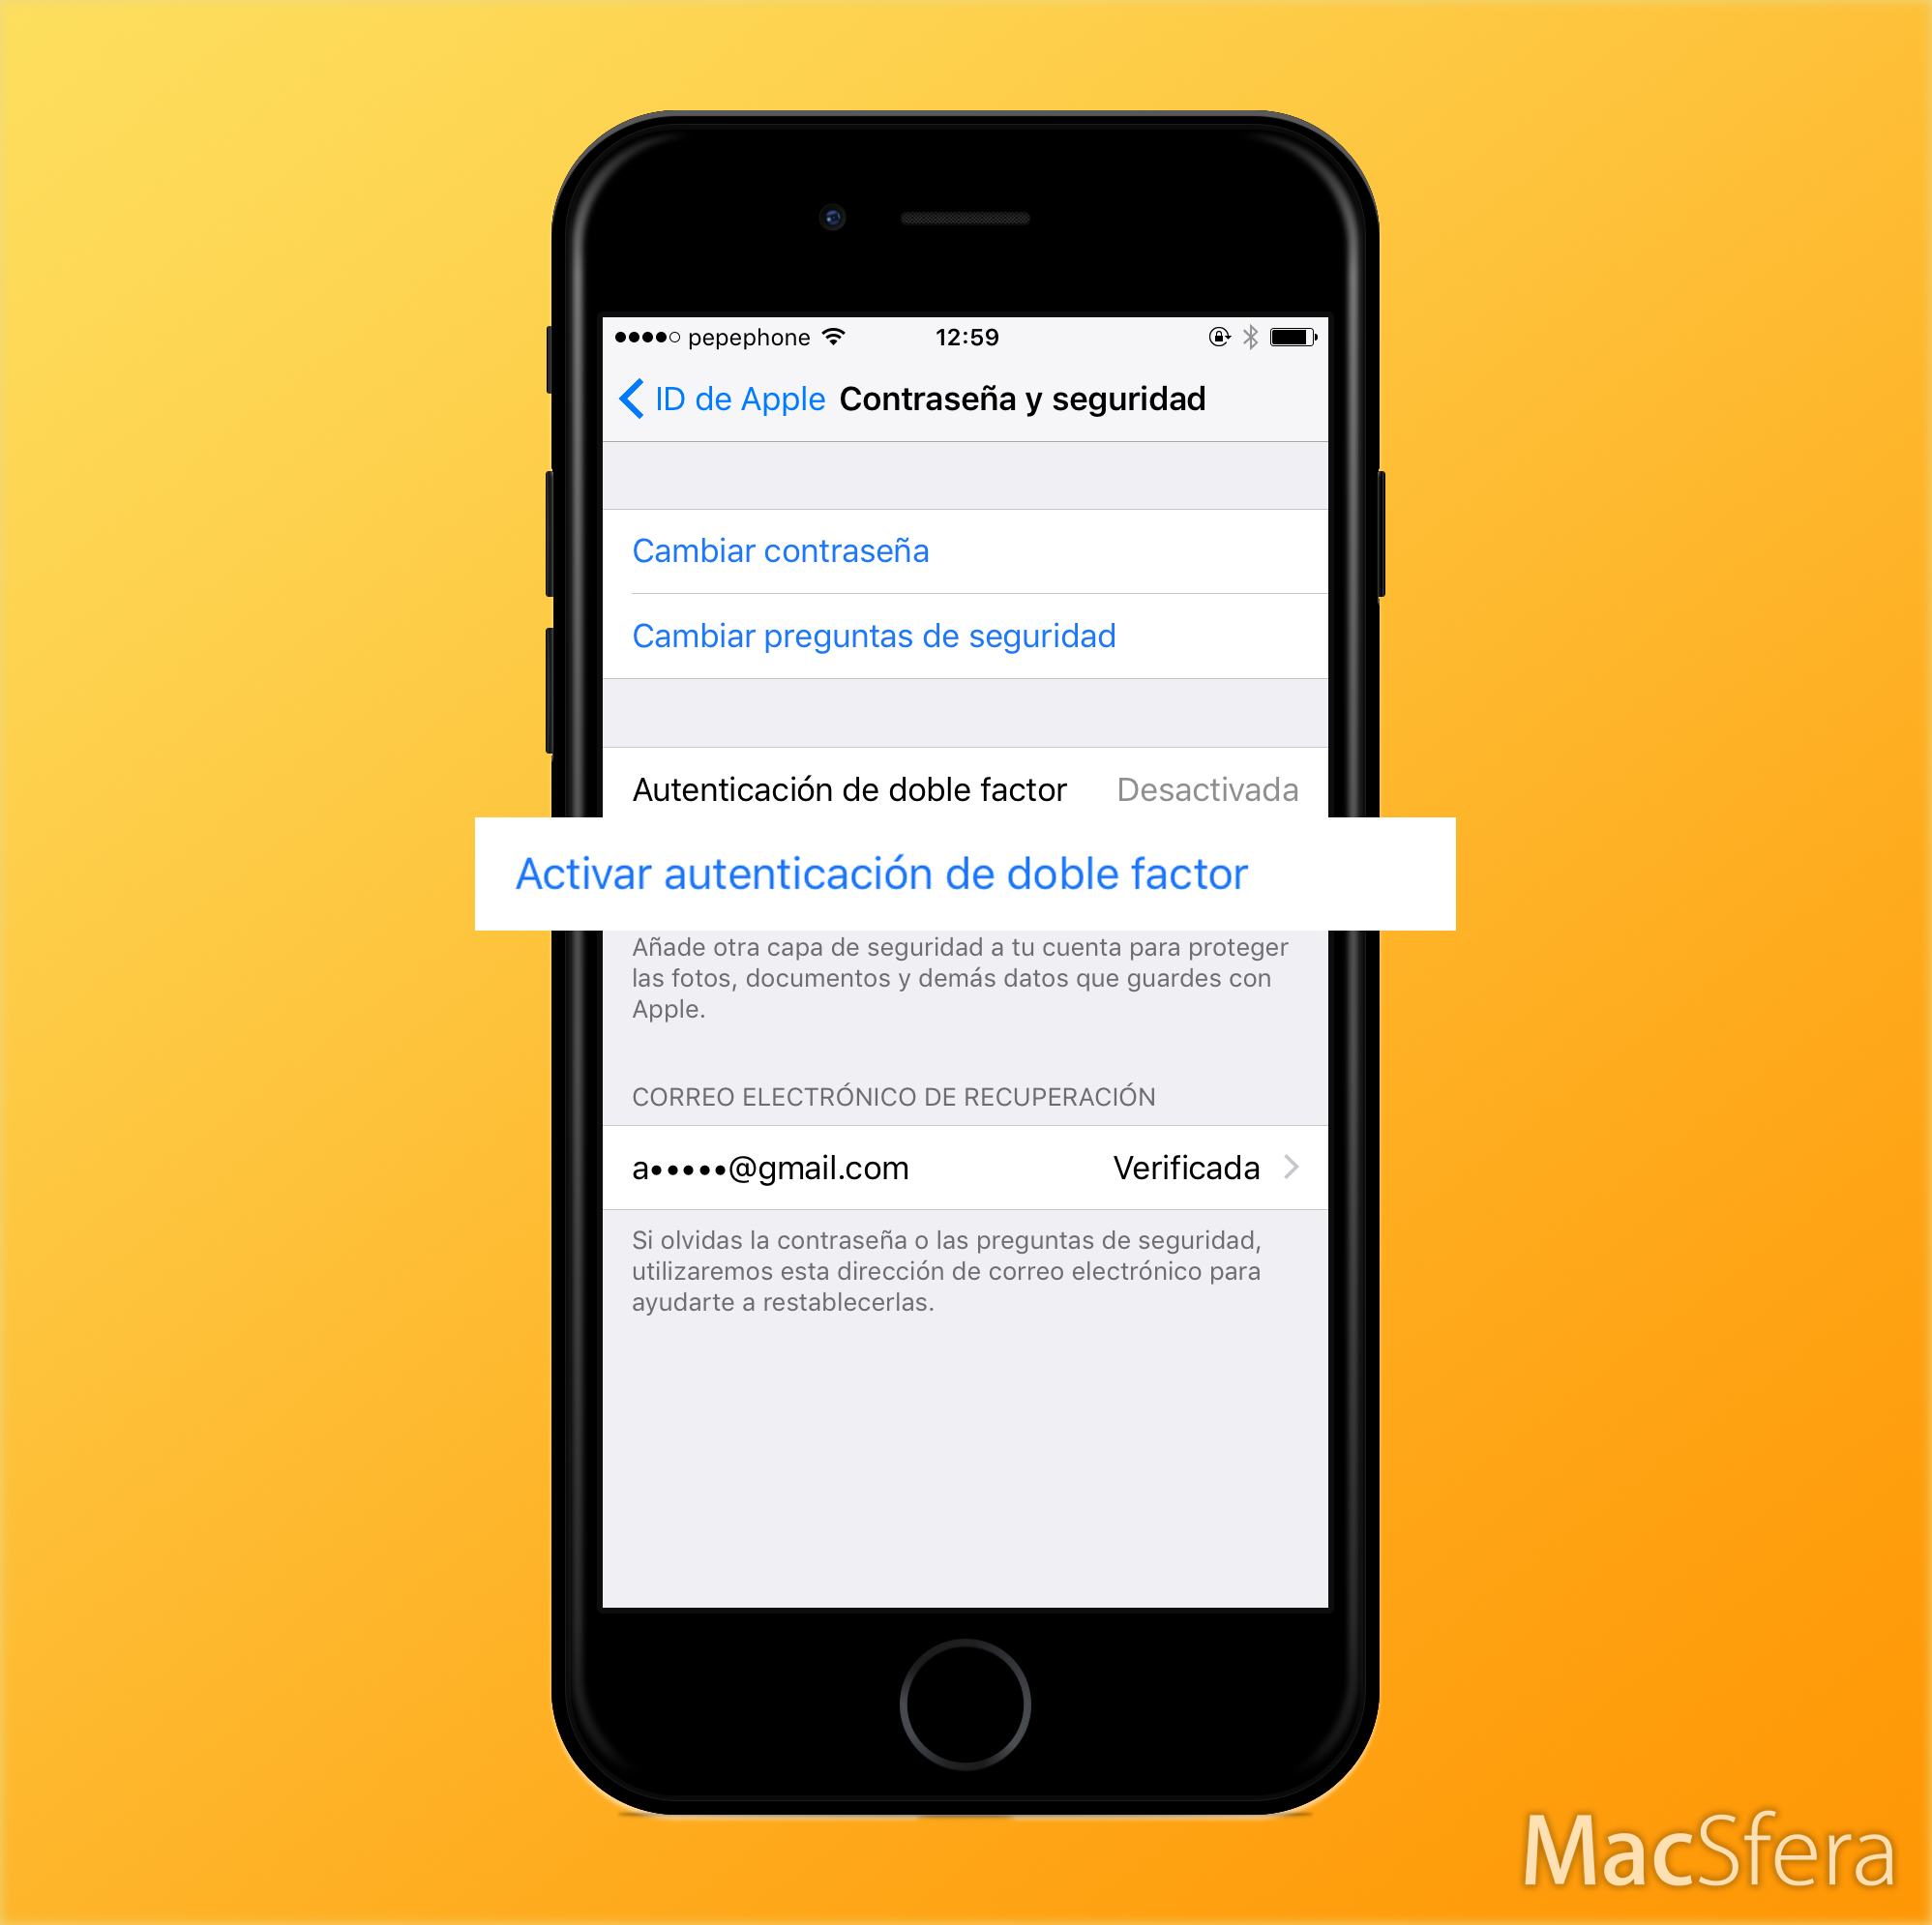 pepephone 12:59
ID de Apple Contraseña y seguridad
Cambiar contraseña
Cambiar preguntas de seguridad
Autenticación de doble factor Desactivada
Activar autenticación de doble factor
Añade otra capa de seguridad a tu cuenta para proteger
las fotos, documentos y demás datos que guardes con
Apple.
CORREO ELECTRÓNICO DE RECUPERACIÓN
a•••••@gmail.com Verificada
Si olvidas la contraseña o las preguntas de seguridad,
utilizaremos esta dirección de correo electrónico para
ayudarte a restablecerlas.
MacSfera